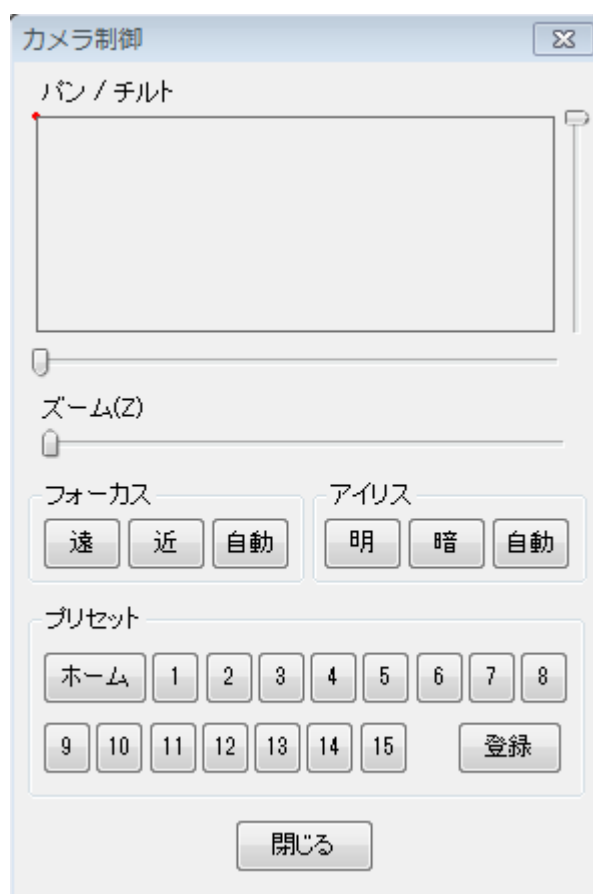 カメラ制御
パン / チルト
ズーム(Z)
フォーカス アイリス
遠 近 自動 明 暗 自動
プリセット
ホーム 1 2 3 4 5 6 7 8
9 10 11 12 13 14 15 登録
閉じる